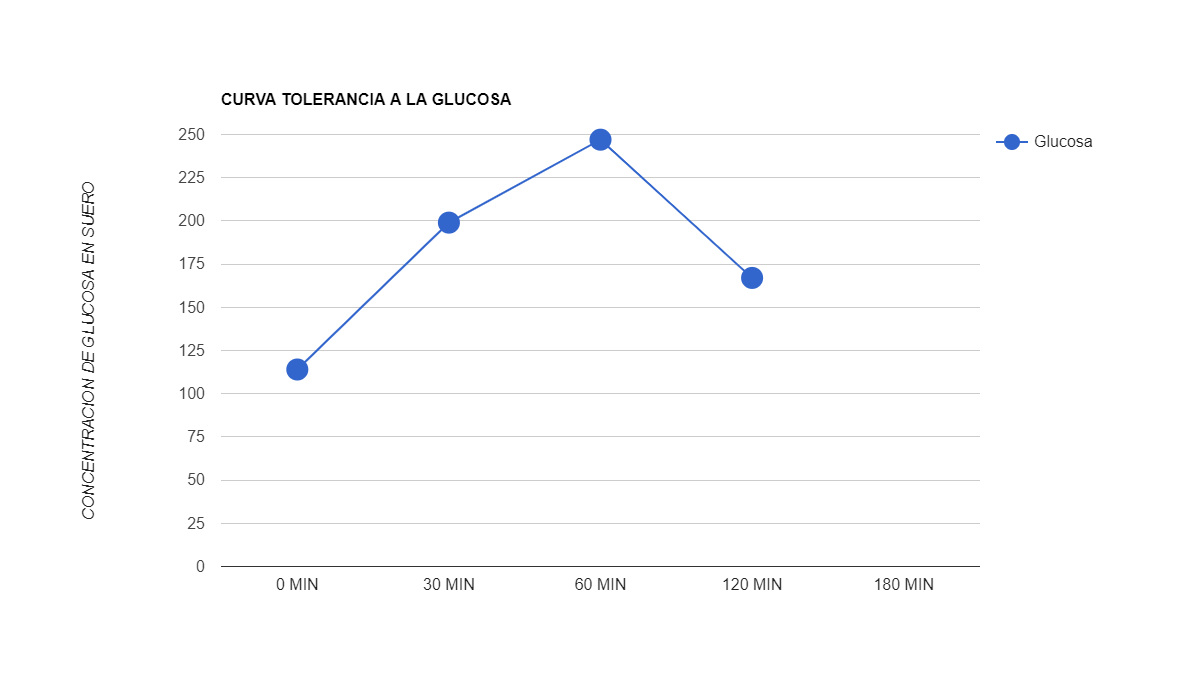 CURVA TOLERANCIA A LA GLUCOSA
CONCENTRACION DE GLUCOSA EN SUERO
250
225
200
175
150
125
100
75
50
25
0
0 MIN
30 MIN
60 MIN
120 MIN
180 MIN
Glucosa